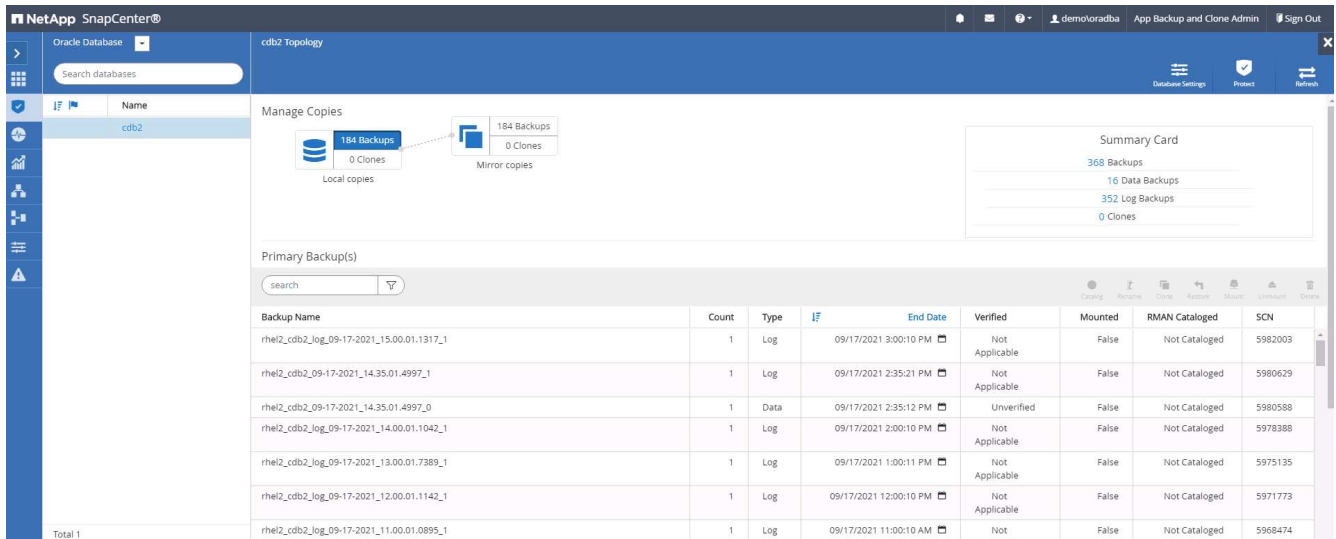 NetApp SnapCenter®
demo\oradba App Backup and Clone Admin Sign Out
Oracle Database
cdb2 Topology
Search databases
Database Settings Protect Refresh
Name
cdb2
Manage Copies
184 Backups
0 Clones
Local copies
184 Backups
0 Clones
Mirror copies
Summary Card
368 Backups
16 Data Backups
352 Log Backups
0 Clones
Primary Backup(s)
search
Catalog Rename Clone Restore Mount Unmount Delete
Backup Name Count Type End Date Verified Mounted RMAN Cataloged SCN
rhel2_cdb2_log_09-17-2021_15.00.01.1317_1 1 Log 09/17/2021 3:00:10 PM Not Applicable False Not Cataloged 5982003
rhel2_cdb2_09-17-2021_14.35.01.4997_1 1 Log 09/17/2021 2:35:21 PM Not Applicable False Not Cataloged 5980629
rhel2_cdb2_09-17-2021_14.35.01.4997_0 1 Data 09/17/2021 2:35:12 PM Unverified False Not Cataloged 5980588
rhel2_cdb2_log_09-17-2021_14.00.01.1042_1 1 Log 09/17/2021 2:00:10 PM Not Applicable False Not Cataloged 5978388
rhel2_cdb2_log_09-17-2021_13.00.01.7389_1 1 Log 09/17/2021 1:00:11 PM Not Applicable False Not Cataloged 5975135
rhel2_cdb2_log_09-17-2021_12.00.01.1142_1 1 Log 09/17/2021 12:00:10 PM Not Applicable False Not Cataloged 5971773
rhel2_cdb2_log_09-17-2021_11.00.01.0895_1 1 Log 09/17/2021 11:00:10 AM Not False Not Cataloged 5968474
Total 1